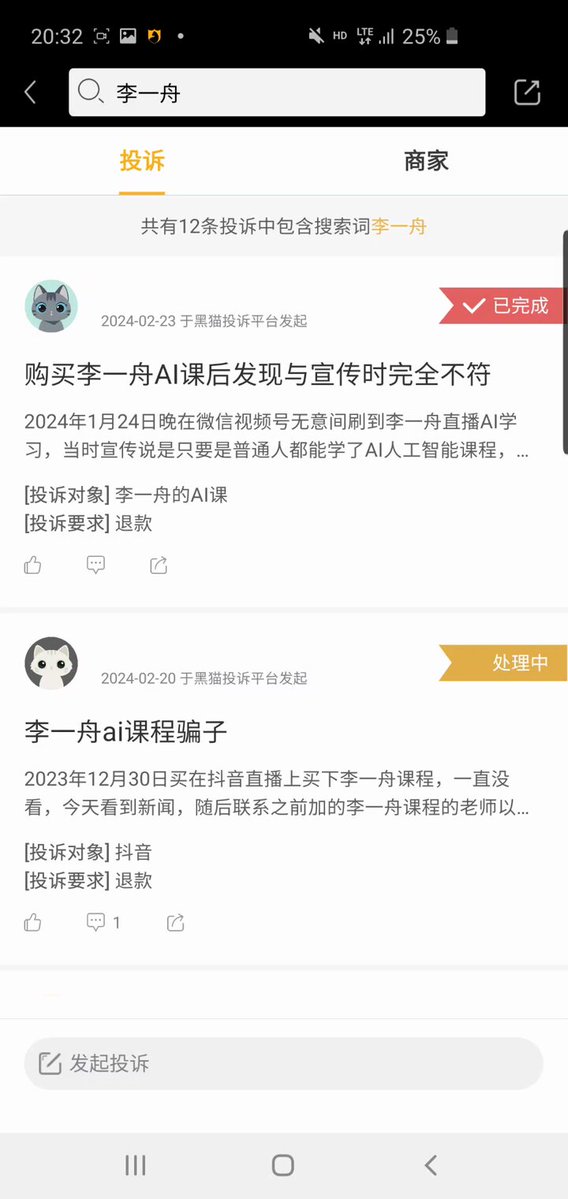 20:32 HD LTE 25%
李一舟
投诉 商家
共有12条投诉中包含搜索词李一舟
2024-02-23 于黑猫投诉平台发起 已完成
购买李一舟AI课后发现与宣传时完全不符
2024年1月24日晚在微信视频号无意间刷到李一舟直播AI学
习，当时宣传说是只要是普通人都能学了AI人工智能课程，...
[投诉对象] 李一舟的AI课
[投诉要求] 退款
2024-02-20 于黑猫投诉平台发起 处理中
李一舟ai课程骗子
2023年12月30日买在抖音直播上买下李一舟课程，一直没
看，今天看到新闻，随后联系之前加的李一舟课程的老师以...
[投诉对象] 抖音
[投诉要求] 退款
1
发起投诉